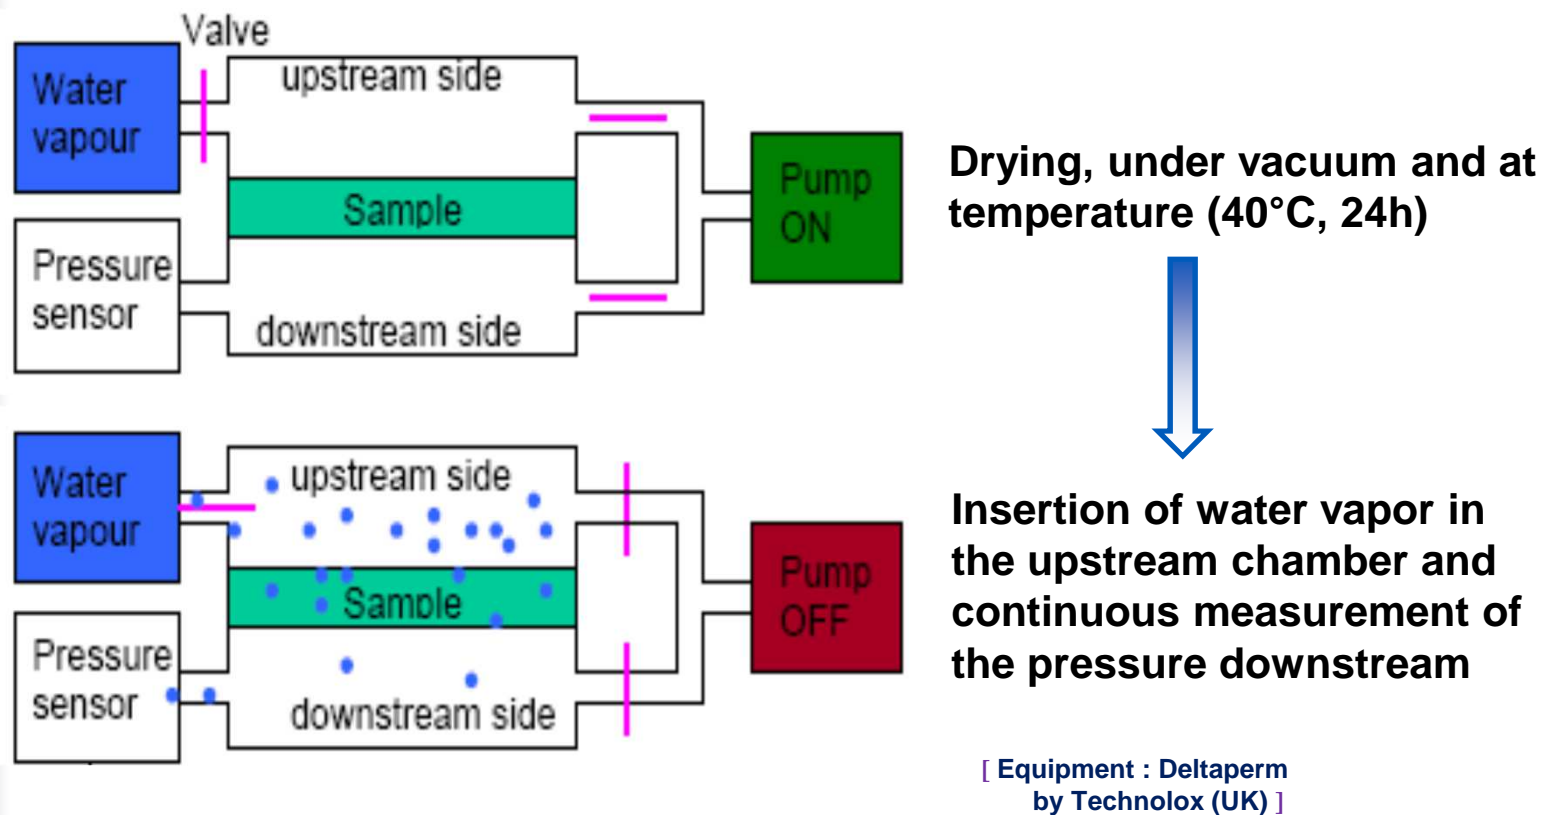 Valve
Water
vapour
upstream side
Sample
Pressure
sensor
downstream side
Pump
ON
Drying, under vacuum and at
temperature (40°C, 24h)
Water
vapour
upstream side
Sample
Pressure
sensor
downstream side
Pump
OFF
Insertion of water vapor in
the upstream chamber and
continuous measurement of
the pressure downstream
[ Equipment : Deltaperm
by Technolox (UK) ]